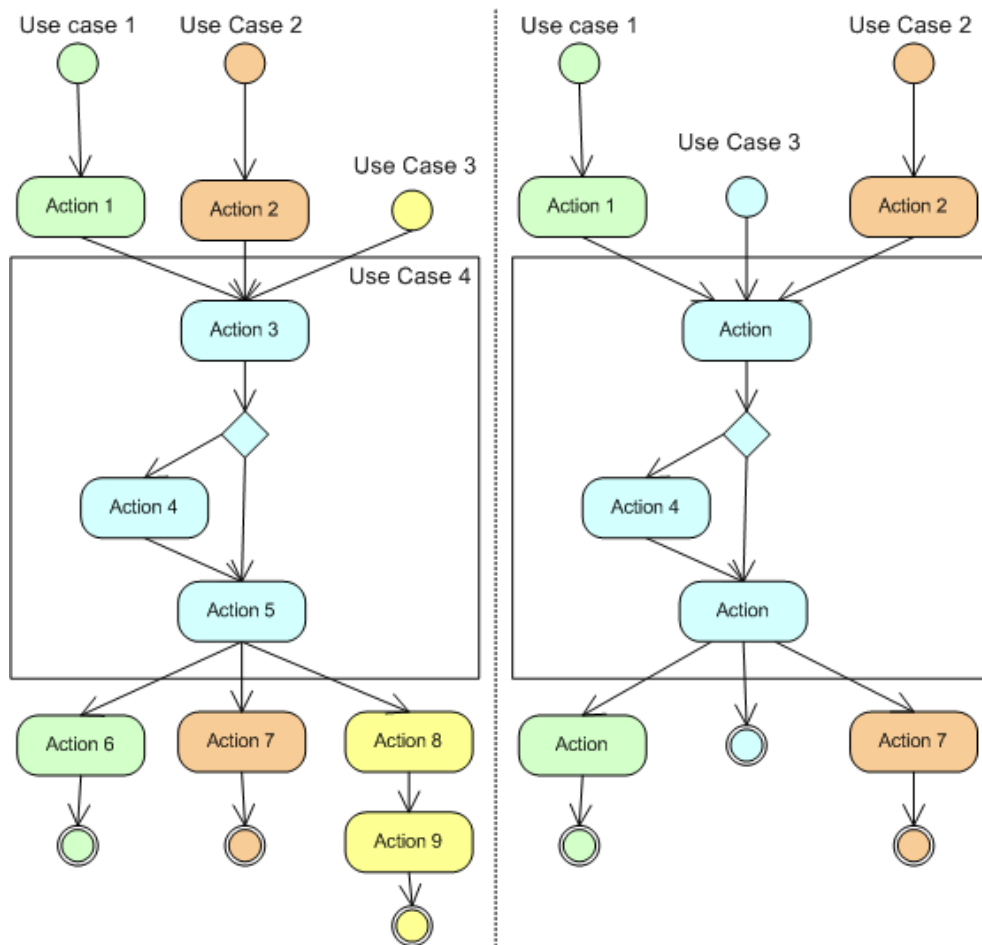 Use case 1
Use Case 2
Use Case 3
Action 1
Action 2
Use Case 4
Action 3
Action 4
Action 5
Action 6
Action 7
Action 8
Action 9
Use case 1
Use Case 2
Use Case 3
Action 1
Action 2
Action
Action 4
Action
Action
Action 7